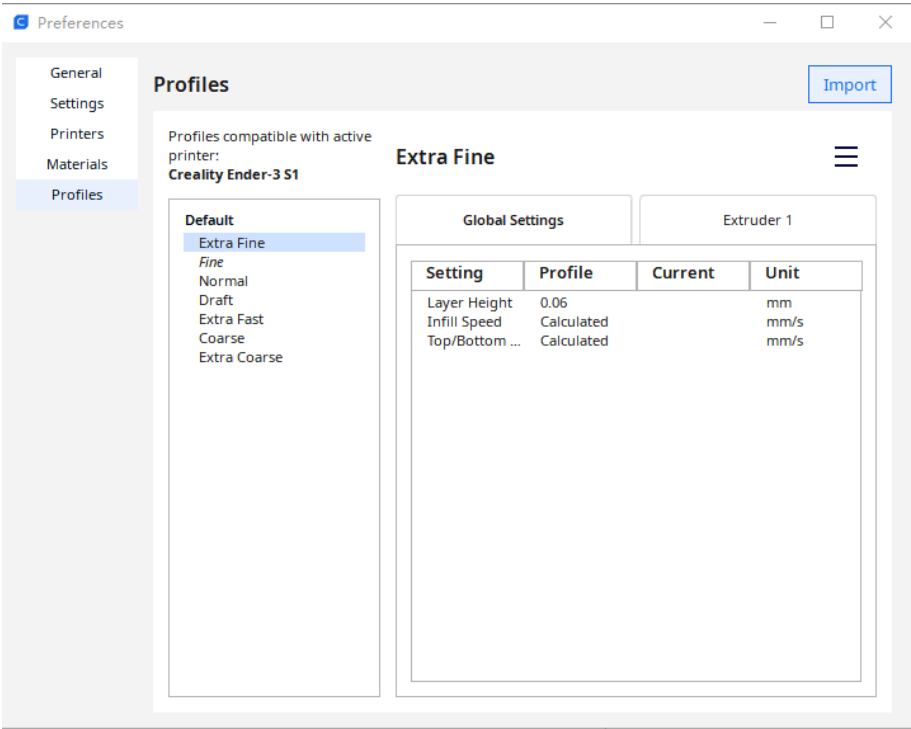 Preferences
General
Settings
Printers
Materials
Profiles
Profiles
Import
Profiles compatible with active
printer:
Creality Ender-3 S1
Default
Extra Fine
Fine
Normal
Draft
Extra Fast
Coarse
Extra Coarse
Extra Fine
Global Settings
Extruder 1
Setting Profile Current Unit
Layer Height 0.06 mm
Infill Speed Calculated mm/s
Top/Bottom ... Calculated mm/s